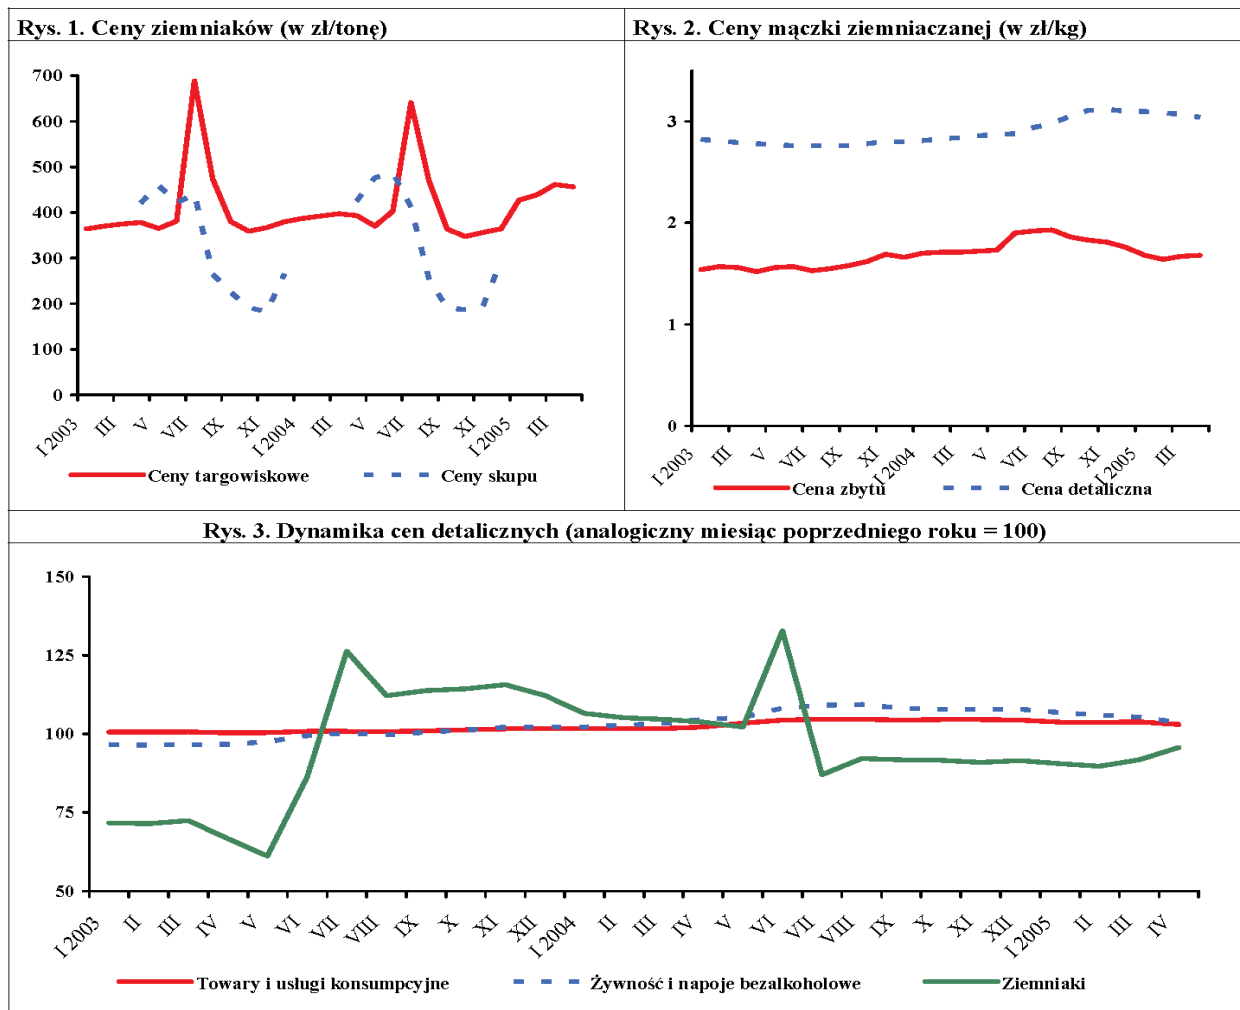 Rys. 1. Ceny ziemniaków (w zł/tonę)
700
600
500
400
300
200
100
0
I 2003
III
V
VII
IX
XI
I 2004
III
V
VII
IX
XI
I 2005
III
Ceny targowiskowe
Ceny skupu
Rys. 2. Ceny mączki ziemniaczanej (w zł/kg)
3
2
1
0
I 2003
III
V
VII
IX
XI
I 2004
III
V
VII
IX
XI
I 2005
III
Cena zbytu
Cena detaliczna
Rys. 3. Dynamika cen detalicznych (analogiczny miesiąc poprzedniego roku = 100)
150
125
100
75
50
I 2003
II
III
IV
V
VI
VII
VIII
IX
X
XI
XII
I 2004
II
III
IV
V
VI
VII
VIII
IX
X
XI
XII
I 2005
II
III
IV
Towary i usługi konsumpcyjne
Żywność i napoje bezalkoholowe
Ziemniaki